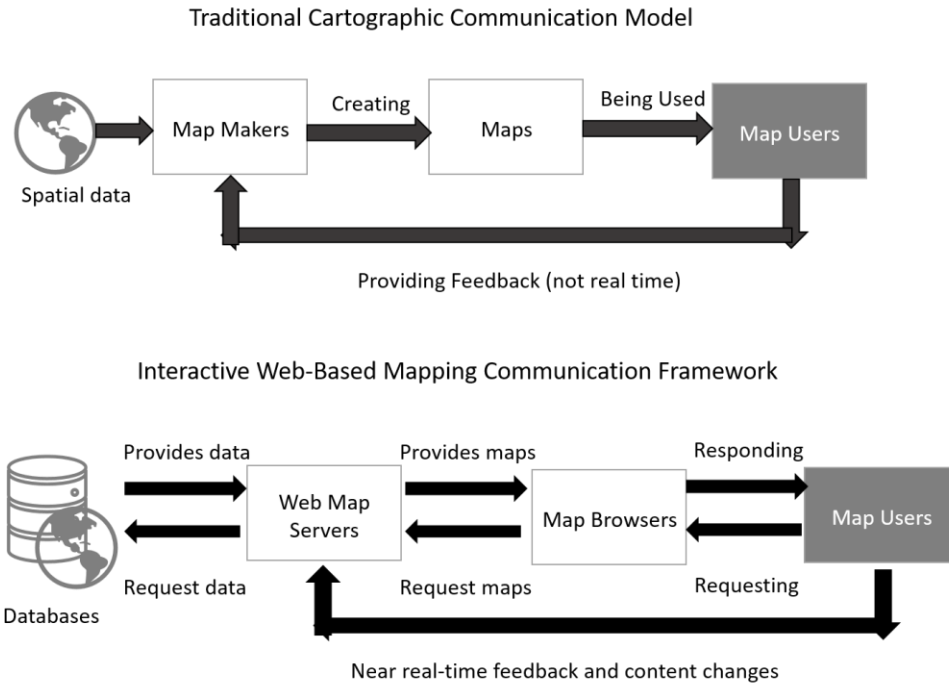 Traditional Cartographic Communication Model
Creating
Being Used
Map Makers
Maps
Map Users
Spatial data
Providing Feedback (not real time)
Interactive Web-Based Mapping Communication Framework
Provides data
Provides maps
Responding
Web Map
Servers
Map Browsers
Map Users
Request data
Request maps
Requesting
Databases
Near real-time feedback and content changes